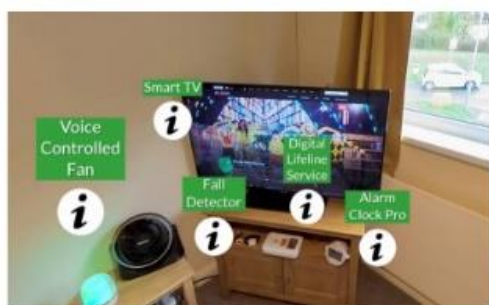 Smart TV
i
Voice
Controlled
Fan
i
Digital
Lifeline
Service
i
Fall
Detector
i
Alarm
Clock Pro
i